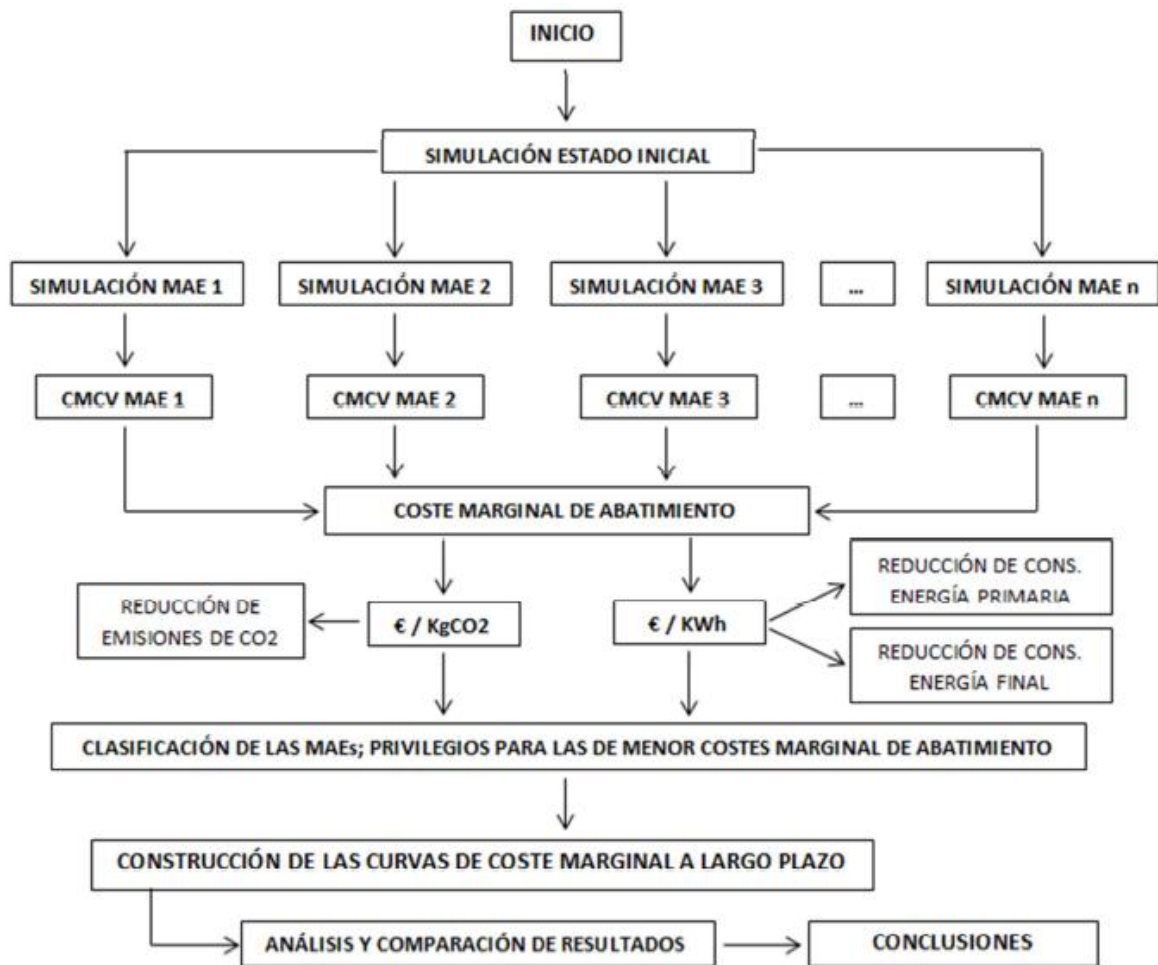 INICIO
SIMULACIÓN ESTADO INICIAL
SIMULACIÓN MAE 1
SIMULACIÓN MAE 2
SIMULACIÓN MAE 3
...
SIMULACIÓN MAE n
CMCV MAE 1
CMCV MAE 2
CMCV MAE 3
...
CMCV MAE n
COSTE MARGINAL DE ABATIMIENTO
REDUCCIÓN DE
EMISIONES DE CO2
€ / KgCO2
€ / KWh
REDUCCIÓN DE CONS.
ENERGÍA PRIMARIA
REDUCCIÓN DE CONS.
ENERGÍA FINAL
CLASIFICACIÓN DE LAS MAEs; PRIVILEGIOS PARA LAS DE MENOR COSTES MARGINAL DE ABATIMIENTO
CONSTRUCCIÓN DE LAS CURVAS DE COSTE MARGINAL A LARGO PLAZO
ANÁLISIS Y COMPARACIÓN DE RESULTADOS
CONCLUSIONES